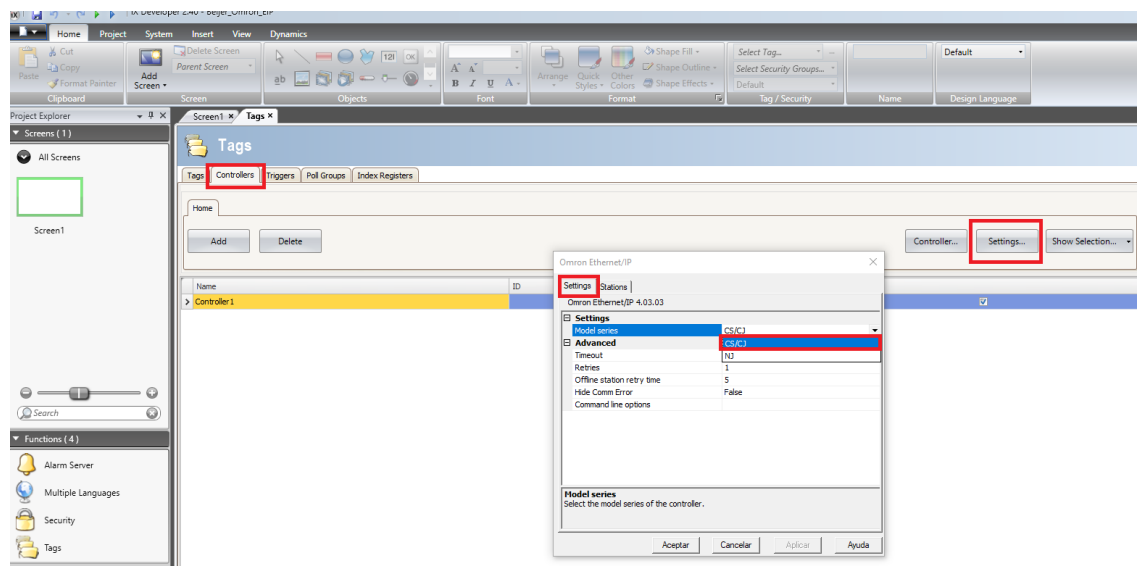 iX Developer 2.40 - Beijer_Omron_EIP
Home Project System Insert View Dynamics
Paste
Cut
Copy
Format Painter
Clipboard
Add
Screen
Delete Screen
Parent Screen
Screen
ab
123
OK
Objects
A A
B I U A
Font
Arrange
Quick
Styles
Other
Colors
Shape Fill
Shape Outline
Shape Effects
Format
Select Tag...
Select Security Groups...
Default
Tag / Security
Name
Default
Design Language
Project Explorer
Screens ( 1 )
All Screens
Screen1
Search
Functions ( 4 )
Alarm Server
Multiple Languages
Security
Tags
Screen1 × Tags ×
Tags
Tags Controllers Triggers Poll Groups Index Registers
Home
Add Delete Controller... Settings... Show Selection...
Name ID
Controller1
Omron Ethernet/IP
Settings Stations
Omron Ethernet/IP 4.03.03
Settings
Model series CS/CJ
CS/CJ
NJ
Advanced
Timeout
Retries 1
Offline station retry time 5
Hide Comm Error False
Command line options
Model series
Select the model series of the controller.
Aceptar Cancelar Aplicar Ayuda